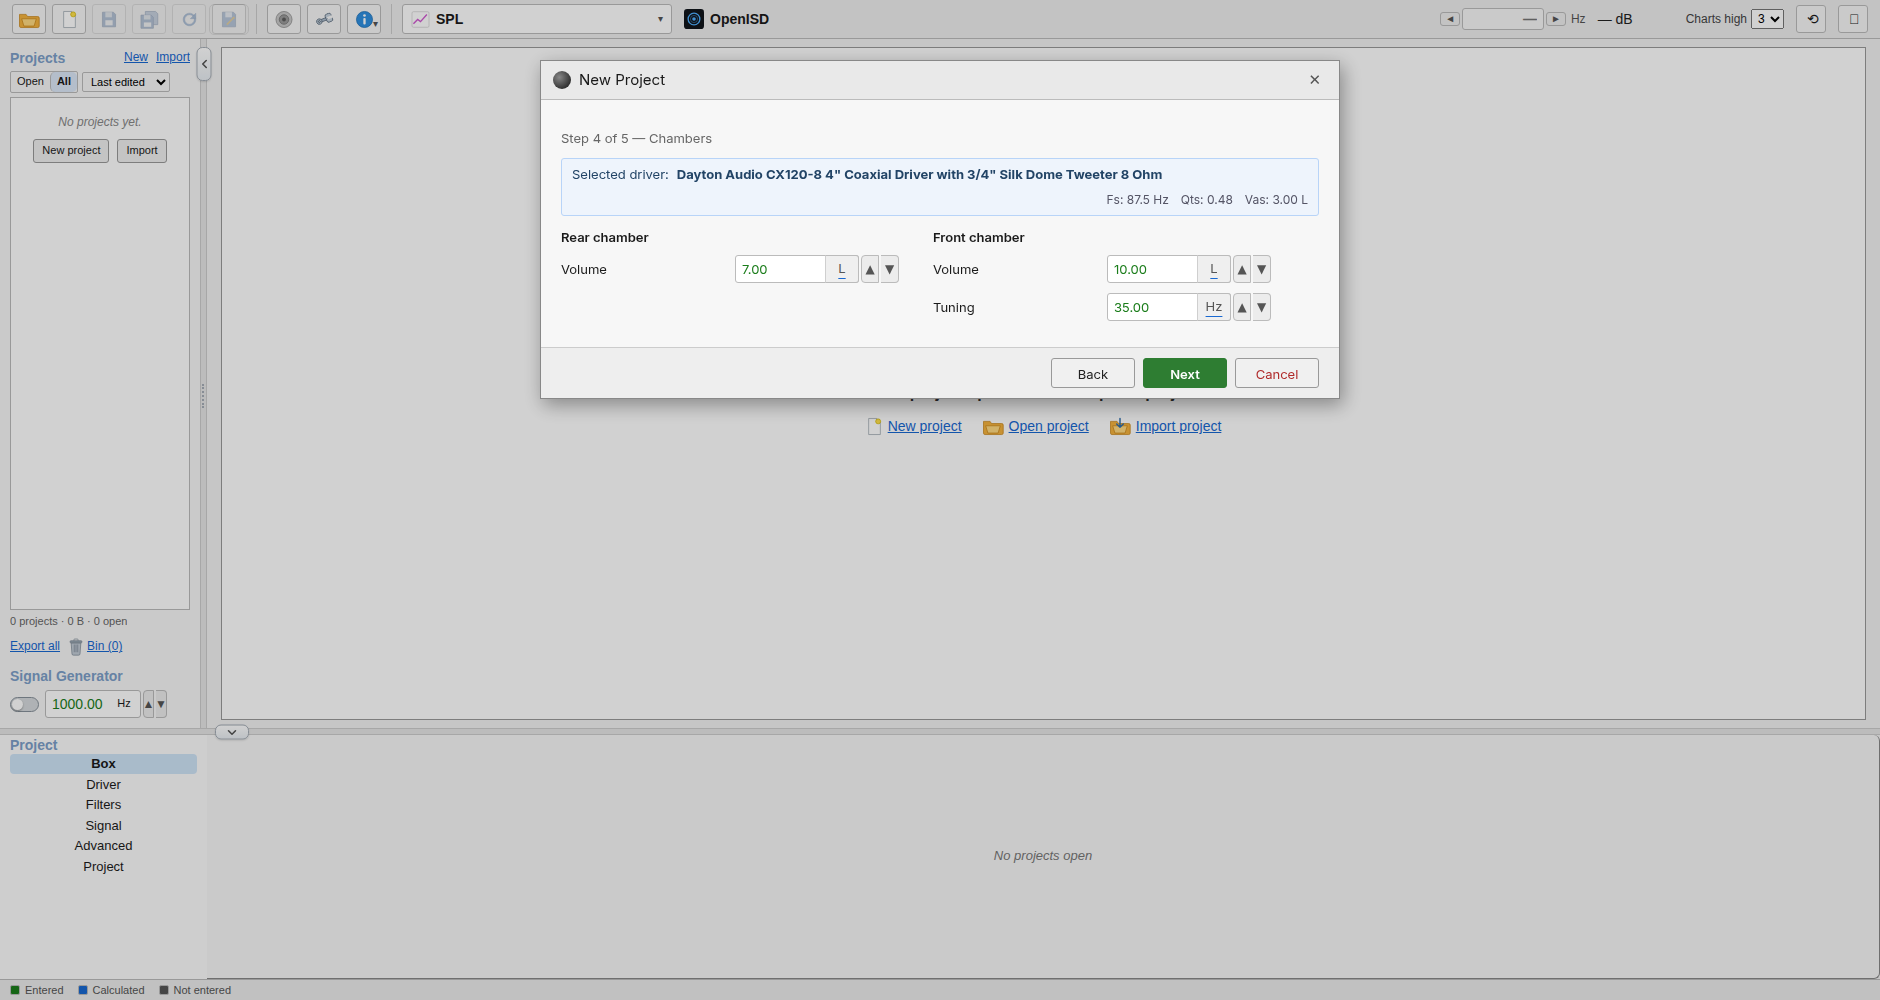 SPL
OpenISD
—
Hz
— dB
Charts high
3
Projects
New
Import
Open
All
Last edited
No projects yet.
New project
Import
0 projects · 0 B · 0 open
Export all
Bin (0)
Signal Generator
1000.00
Hz
New Project
Step 4 of 5 — Chambers
Selected driver: Dayton Audio CX120-8 4" Coaxial Driver with 3/4" Silk Dome Tweeter 8 Ohm
Fs: 87.5 Hz Qts: 0.48 Vas: 3.00 L
Rear chamber
Volume
7.00
L
Front chamber
Volume
10.00
L
Tuning
35.00
Hz
Back
Next
Cancel
New project
Open project
Import project
Project
Box
Driver
Filters
Signal
Advanced
Project
No projects open
Entered
Calculated
Not entered